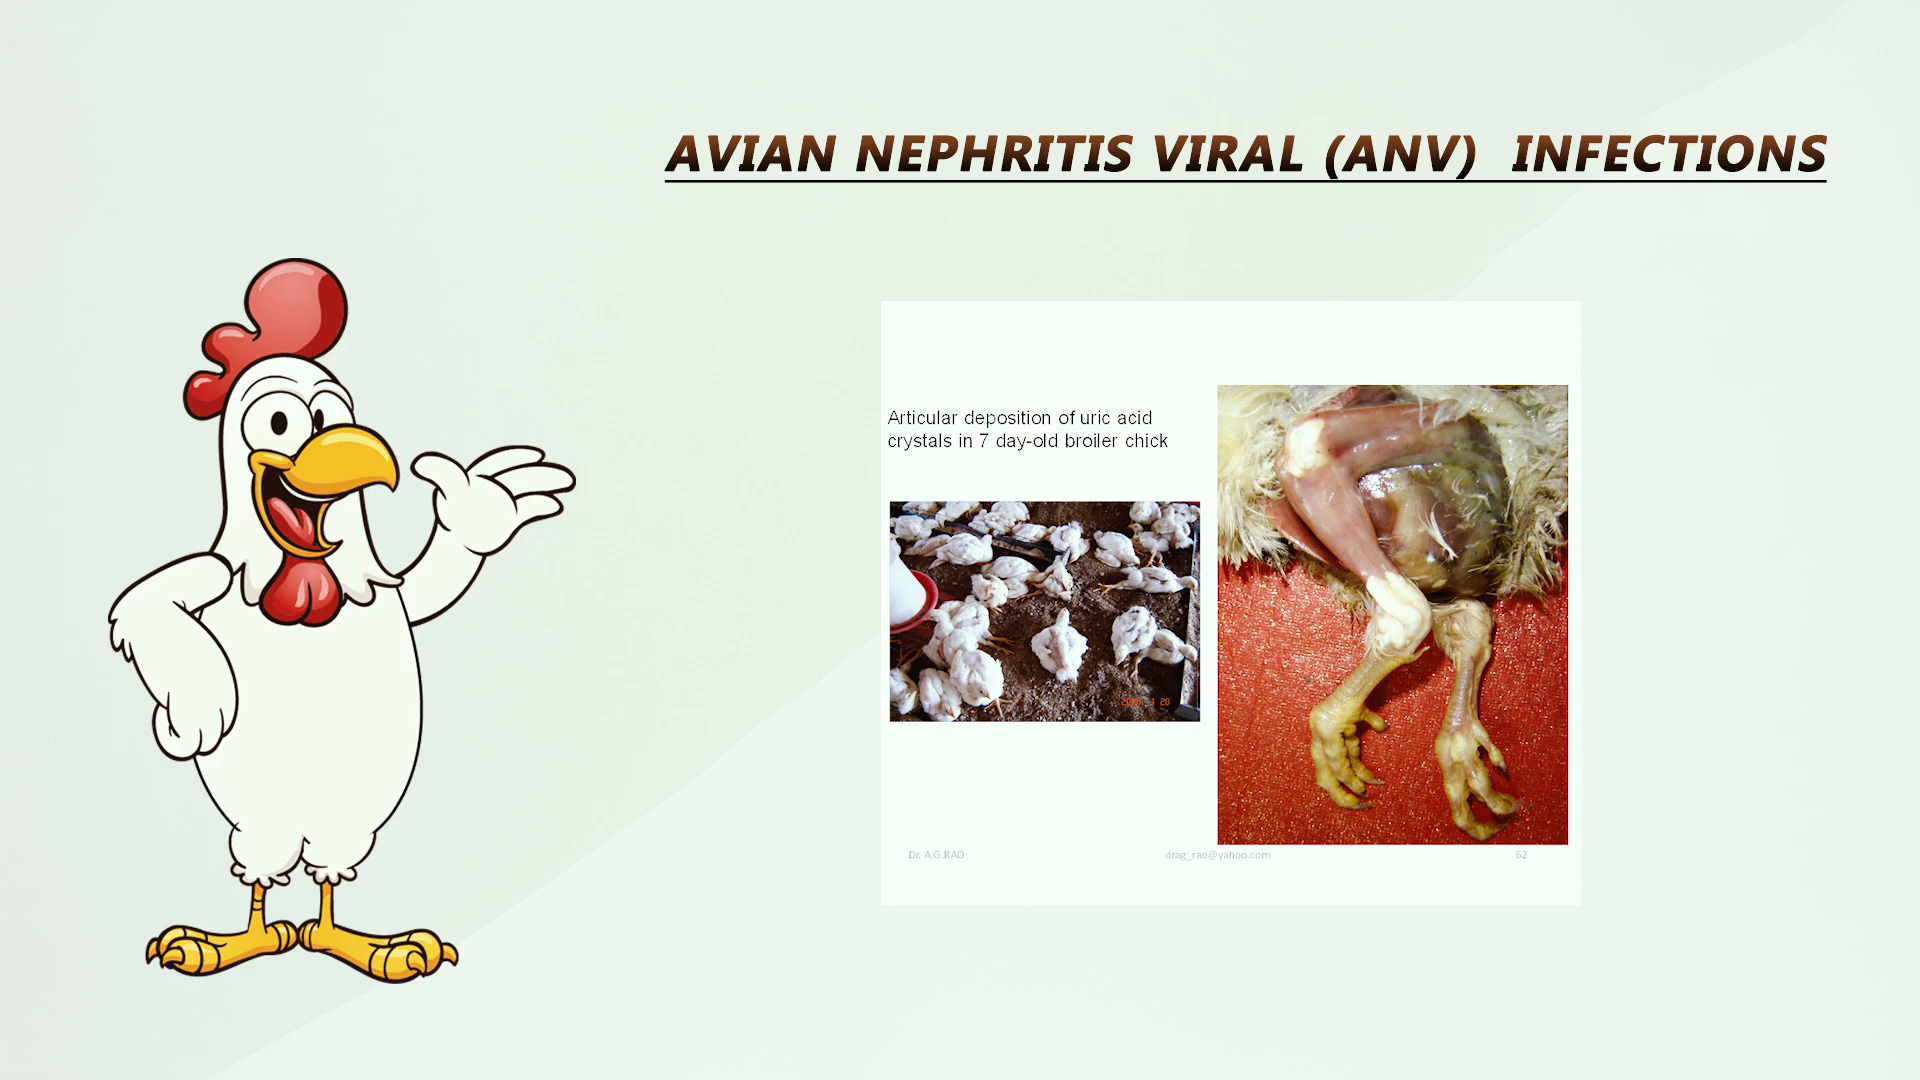 AVIAN NEPHRITIS VIRAL (ANV) INFECTIONS
Articular deposition of uric acid
crystals in 7 day-old broiler chick
Dr. A.G.RAO
drag_rao@yahoo.com
62